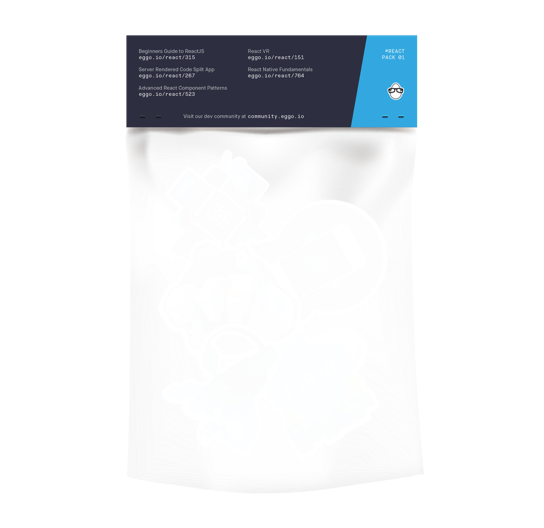 Beginners Guide to ReactJS
eggo.io/react/315
Server Rendered Code Split App
eggo.io/react/267
Advanced React Component Patterns
eggo.io/react/523
React VR
eggo.io/react/151
React Native Fundamentals
eggo.io/react/764
Visit our dev community at community.eggo.io
#REACT
PACK 01